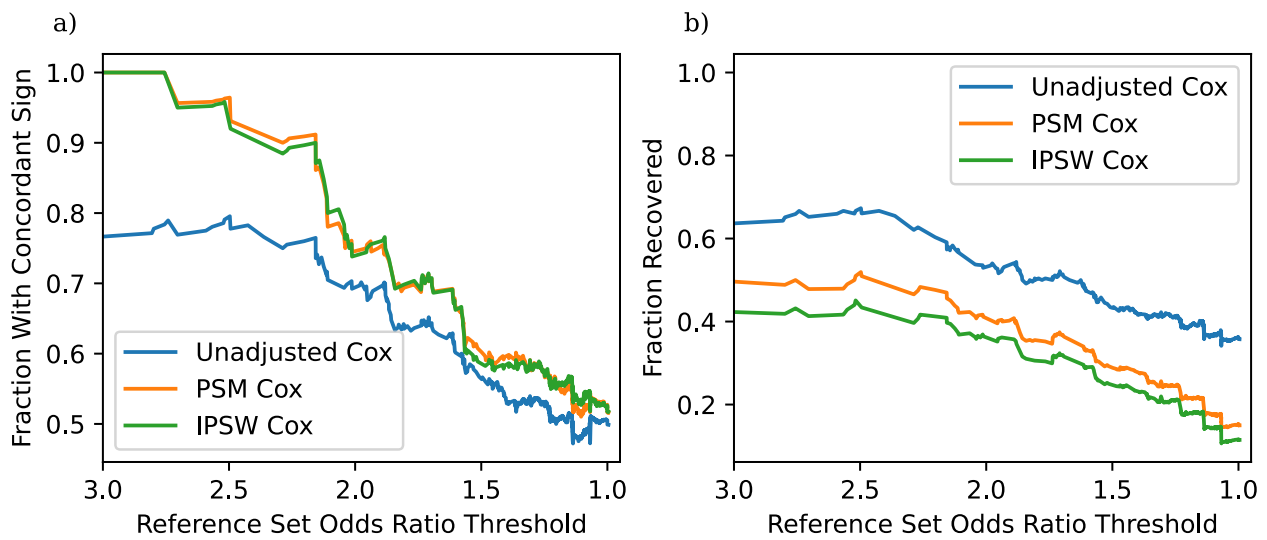 a)
Fraction With Concordant Sign
1.0
0.9
0.8
0.7
0.6
0.5
Unadjusted Cox
PSM Cox
IPSW Cox
3.0 2.5 2.0 1.5 1.0
Reference Set Odds Ratio Threshold
b)
Fraction Recovered
1.0
0.8
0.6
0.4
0.2
Unadjusted Cox
PSM Cox
IPSW Cox
3.0 2.5 2.0 1.5 1.0
Reference Set Odds Ratio Threshold